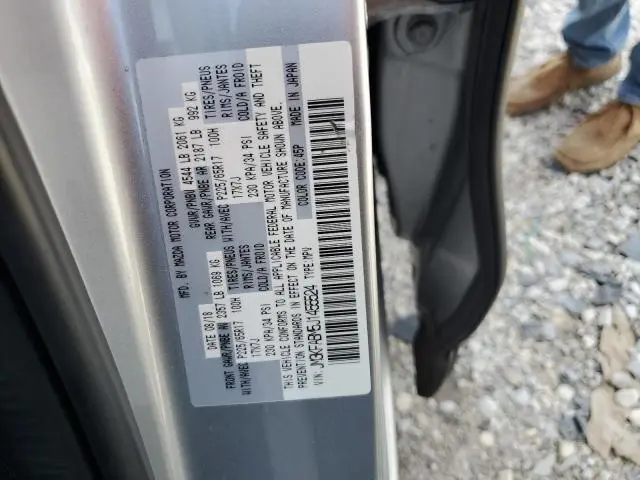 MFD. BY MAZDA MOTOR CORPORATION
DATE 08/18 GVWR/PNBV 4544 LB 2061 KG
FRONT GAWR/PNBE AV 2357 LB 1069 KG REAR GAWR/PNBE AR 2187 LB 992 KG
WITH/AVEC P225/65R17 100H TIRES/PNEUS WITH/AVEC P225/65R17 100H TIRES/PNEUS
17X7J RIMS/JANTES 17X7J RIMS/JANTES
230 KPA/34 PSI COLD/A FROID 230 KPA/34 PSI COLD/A FROID
THIS VEHICLE CONFORMS TO ALL APPLICABLE FEDERAL MOTOR VEHICLE SAFETY AND THEFT
PREVENTION STANDARDS IN EFFECT ON THE DATE OF MANUFACTURE SHOWN ABOVE.
COLOR CODE: 45P MADE IN JAPAN
VIN: JM3KFABM5J1455524 TYPE:MPV